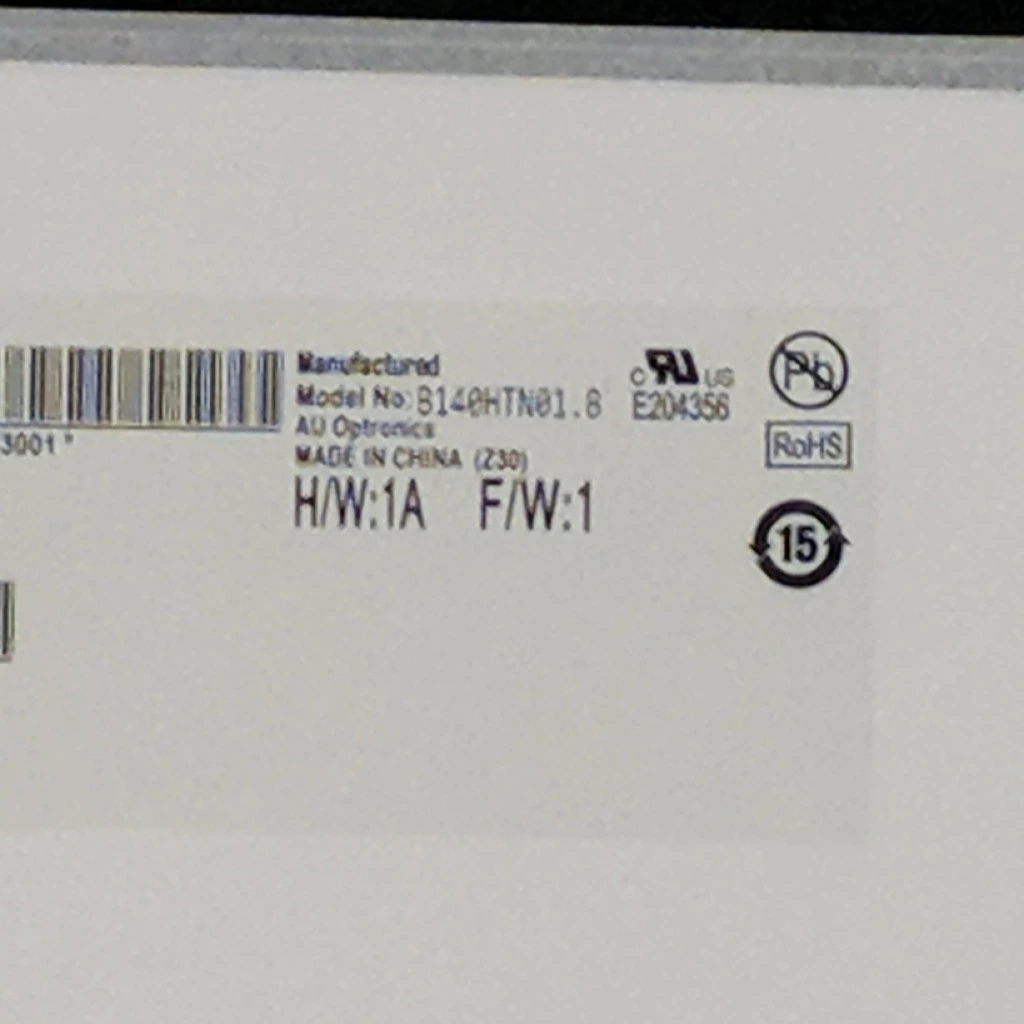 Manufactured
Model No: B140HTN01.8
AU Optronics
MADE IN CHINA (Z30)
H/W:1A F/W:1
3001"
c RU US
E204356
Pb
RoHS
15